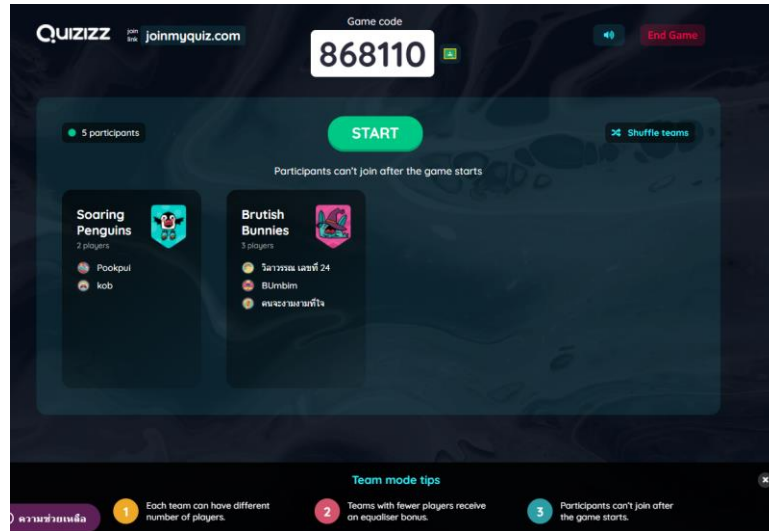 QUIZIZZ
join link joinmyquiz.com
Game code
868110
End Game
5 participants
START
Shuffle teams
Participants can't join after the game starts
Soaring
Penguins
2 players
Pookpui
kob
Brutish
Bunnies
3 players
วิลาวรรณ เลขที่ 24
BUmbim
คนจะงามงามที่ใจ
Team mode tips
1
Each team can have different
number of players.
2
Teams with fewer players receive
an equaliser bonus.
3
Participants can't join after
the game starts.
ความช่วยเหลือ